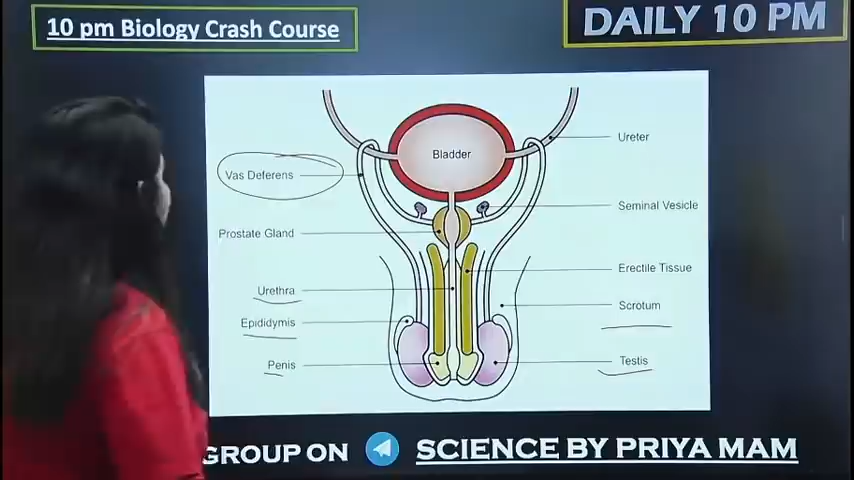 10 pm Biology Crash Course
DAILY 10 PM
Bladder
Ureter
Vas Deferens
Seminal Vesicle
Prostate Gland
Erectile Tissue
Urethra
Scrotum
Epididymis
Penis
Testis
GROUP ON SCIENCE BY PRIYA MAM